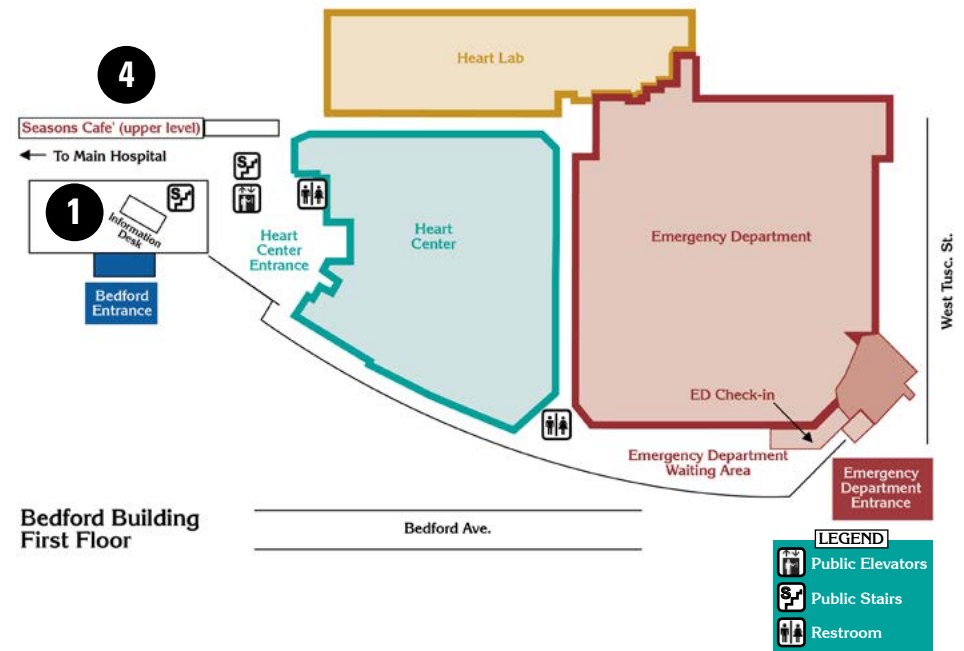 4
Heart Lab
Seasons Cafe' (upper level)
To Main Hospital
1
Information
Desk
S
S
Heart
Center
Entrance
Heart
Center
Emergency Department
West Tusc. St.
Bedford
Entrance
ED Check-in
Emergency Department
Waiting Area
Emergency
Department
Entrance
Bedford Building
First Floor
Bedford Ave.
LEGEND
Public Elevators
S
Public Stairs
Restroom